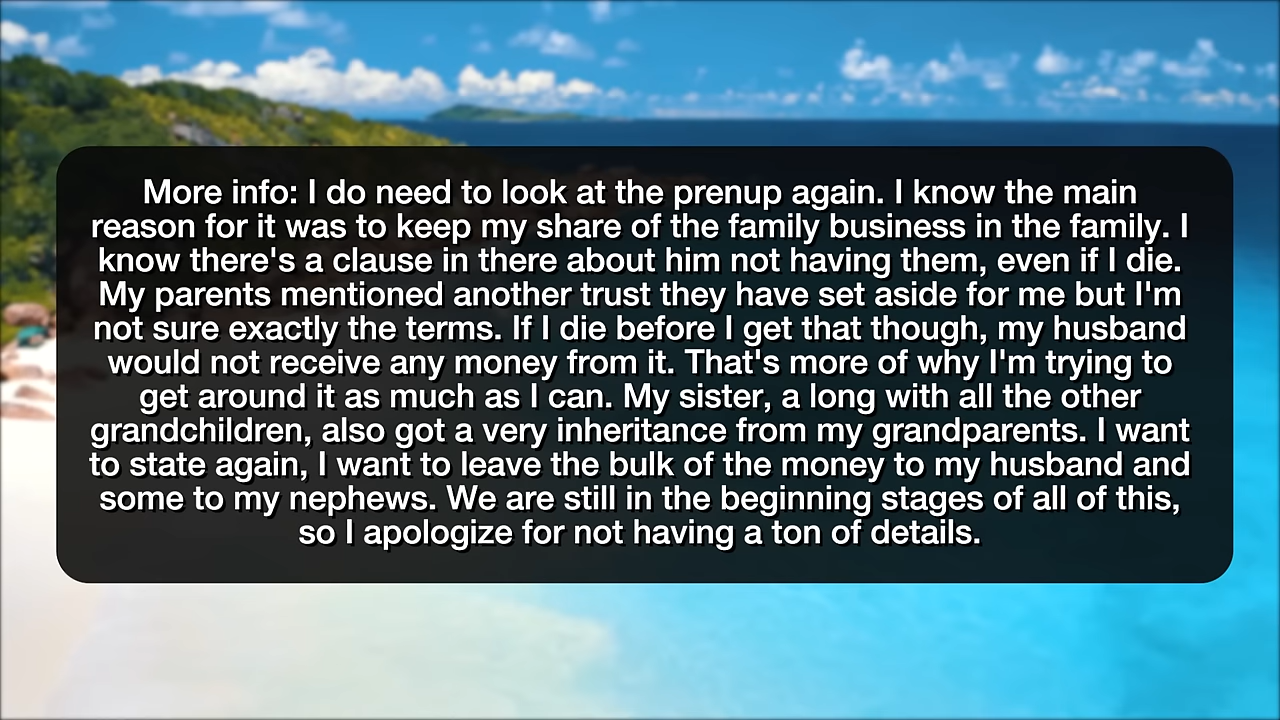 More info: I do need to look at the prenup again. I know the main
reason for it was to keep my share of the family business in the family. I
know there's a clause in there about him not having them, even if I die.
My parents mentioned another trust they have set aside for me but I'm
not sure exactly the terms. If I die before I get that though, my husband
would not receive any money from it. That's more of why I'm trying to
get around it as much as I can. My sister, a long with all the other
grandchildren, also got a very inheritance from my grandparents. I want
to state again, I want to leave the bulk of the money to my husband and
some to my nephews. We are still in the beginning stages of all of this,
so I apologize for not having a ton of details.